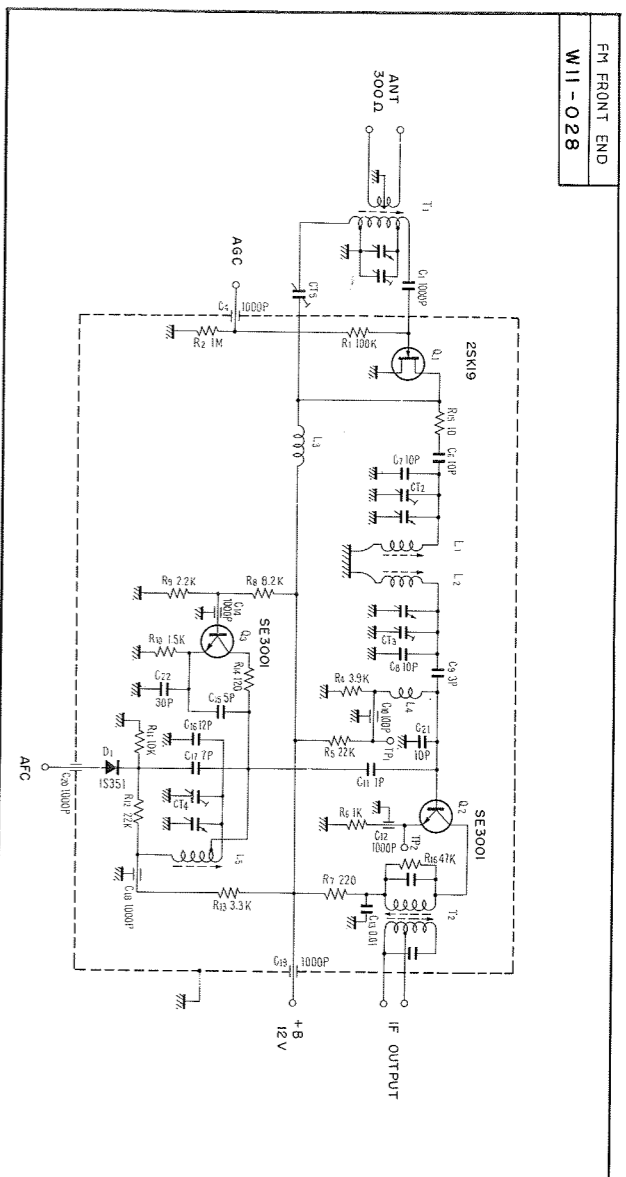 FM FRONT END
W11-028
ANT
300Ω
T1
C1 1000P
CT5
AGC
C4 1000P
R2 1M
R1 100K
Q1
2SK19
R15 10
C6 10P
C7 10P
CT2
L1
L2
CT3
C8 10P
C9 3P
L3
R9 2.2K
R8 8.2K
C14 1000P
Q3
SE3001
R10 1.5K
R14 120
C22 30P
C15 5P
C16 12P
C17 7P
CT4
L5
R11 10K
D1
1S351
R12 22K
AFC
C20 1000P
C18 1000P
R13 3.3K
R4 3.9K
L4
C10 100P
TP1
R5 22K
C21 10P
C11 1P
Q2
SE3001
R6 1K
C12 1000P
TP2
R16 47K
R7 220
C13 0.01
T2
IF OUTPUT
C19 1000P
+B
12V